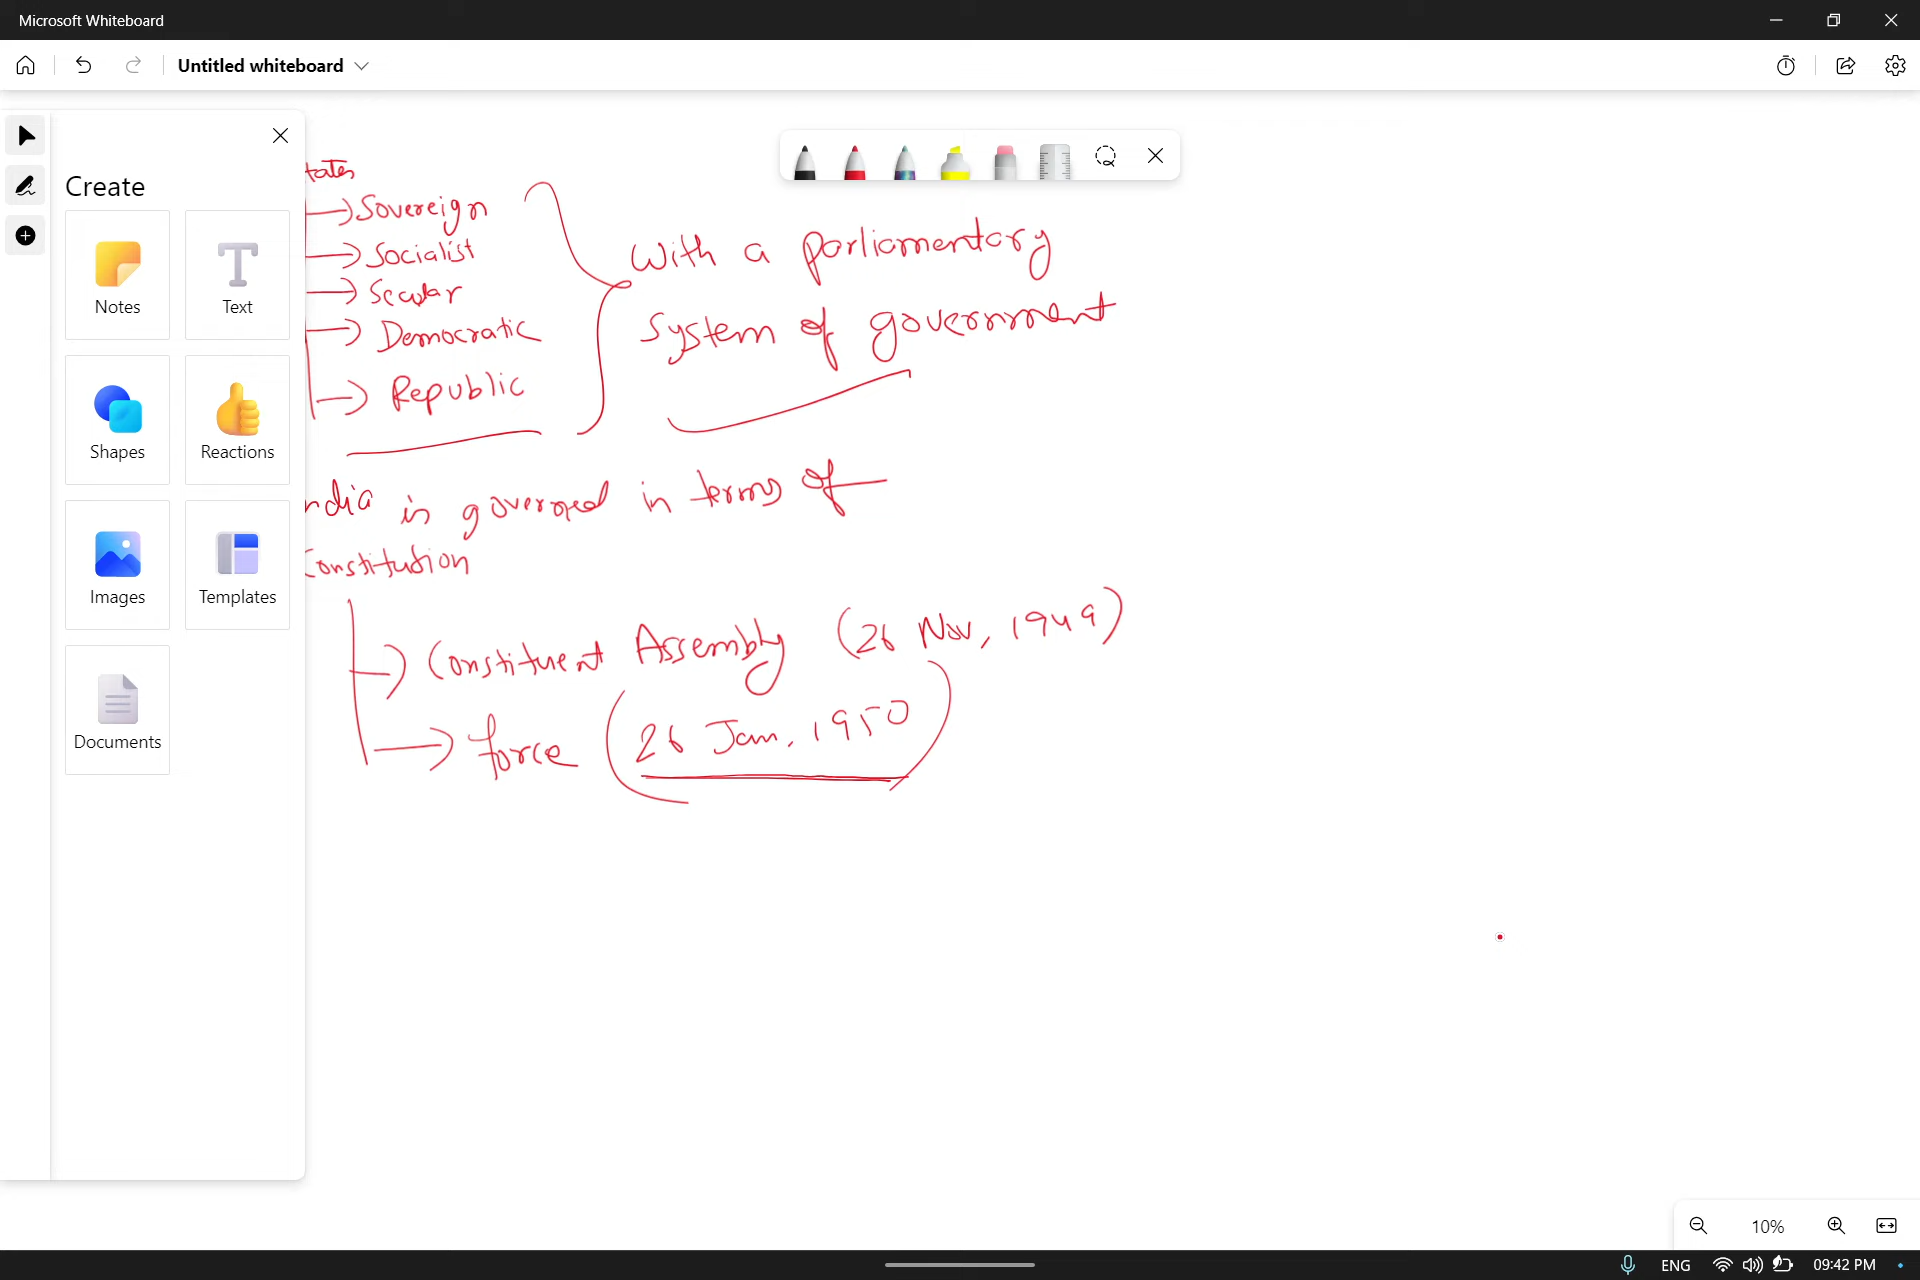 Microsoft Whiteboard
Untitled whiteboard
Create
Notes
Text
Shapes
Reactions
Images
Templates
Documents
tates
Sovereign
Socialist
Secular
Democratic
Republic
With a parliamentary
System of government
ndia is governed in terms of
Constitution
Constituent Assembly (26 Nov, 1949)
force (26 Jan, 1950)
10%
ENG
09:42 PM